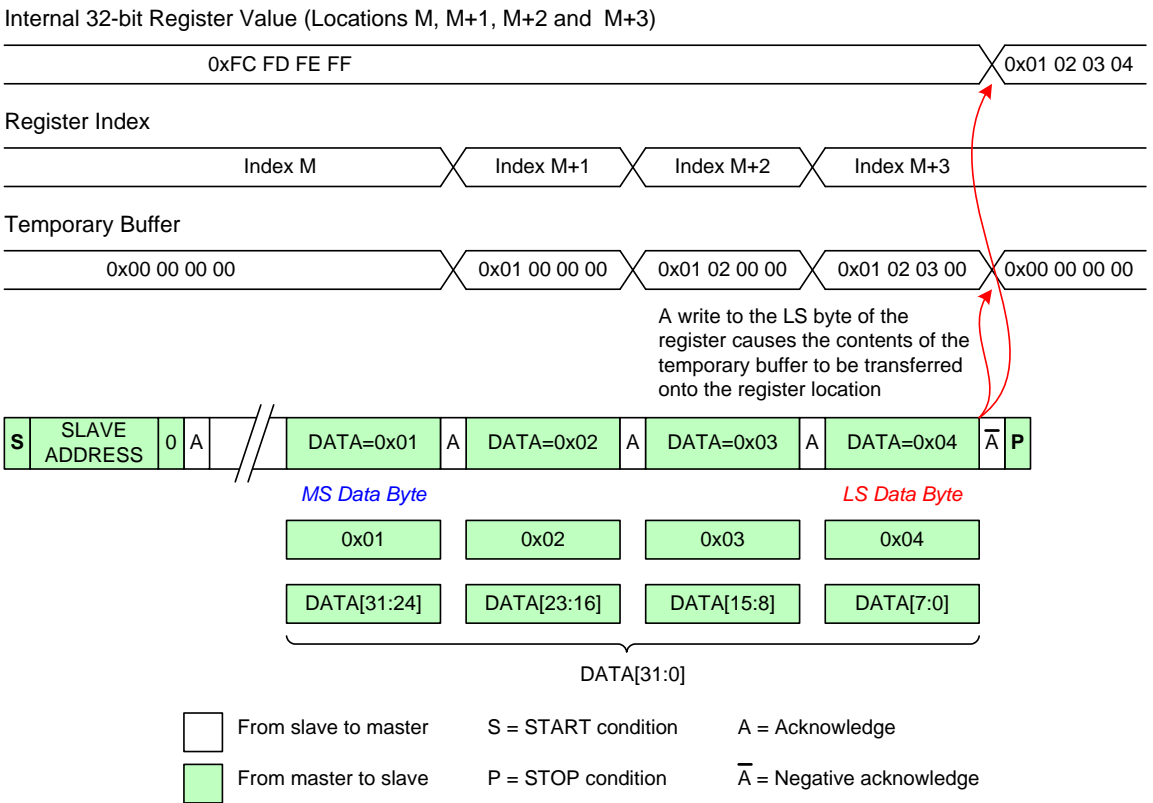 Internal 32-bit Register Value (Locations M, M+1, M+2 and  M+3)
0xFC FD FE FF
0x01 02 03 04
Register Index
Index M
Index M+1
Index M+2
Index M+3
Temporary Buffer
0x00 00 00 00
0x01 00 00 00
0x01 02 00 00
0x01 02 03 00
0x00 00 00 00
A write to the LS byte of the
register causes the contents of the
temporary buffer to be transferred
onto the register location
S
SLAVE
ADDRESS
0
A
DATA=0x01
A
DATA=0x02
A
DATA=0x03
A
DATA=0x04
A̅
P
MS Data Byte
LS Data Byte
0x01
0x02
0x03
0x04
DATA[31:24]
DATA[23:16]
DATA[15:8]
DATA[7:0]
DATA[31:0]
From slave to master
S = START condition
A = Acknowledge
From master to slave
P = STOP condition
A̅ = Negative acknowledge